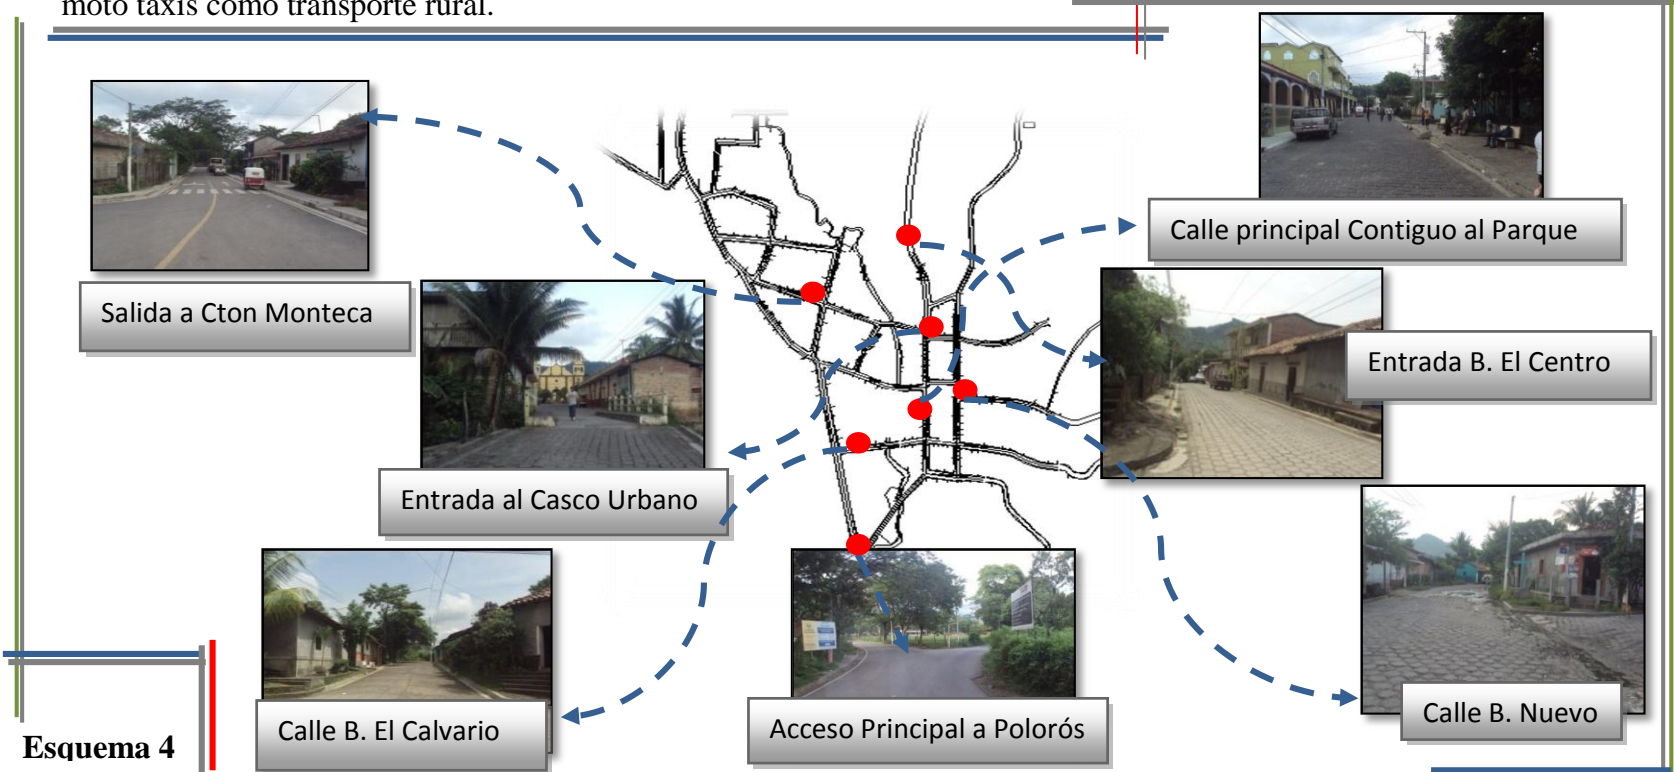 moto taxis como transporte rural.
Calle principal Contiguo al Parque
Salida a Cton Monteca
Entrada B. El Centro
Entrada al Casco Urbano
Calle B. El Calvario
Acceso Principal a Polorós
Calle B. Nuevo
Esquema 4